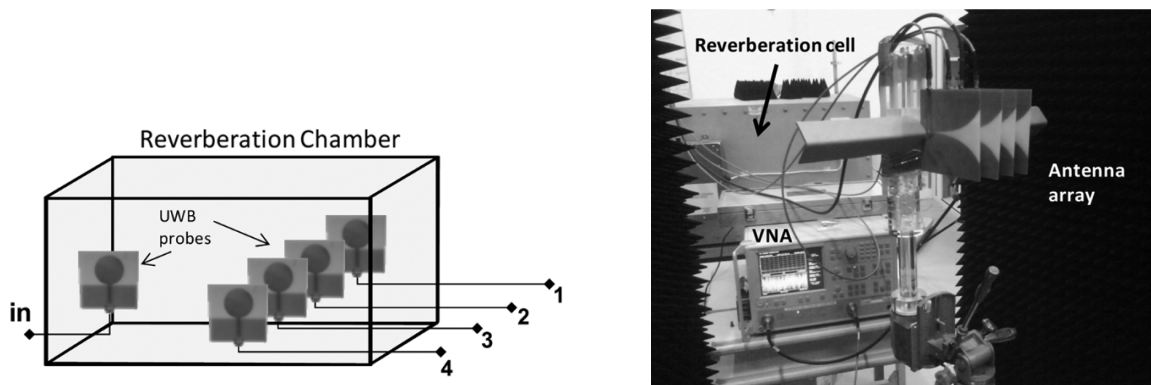 Reverberation Chamber
UWB
probes
in
1
2
3
4
Reverberation cell
Antenna
array
VNA